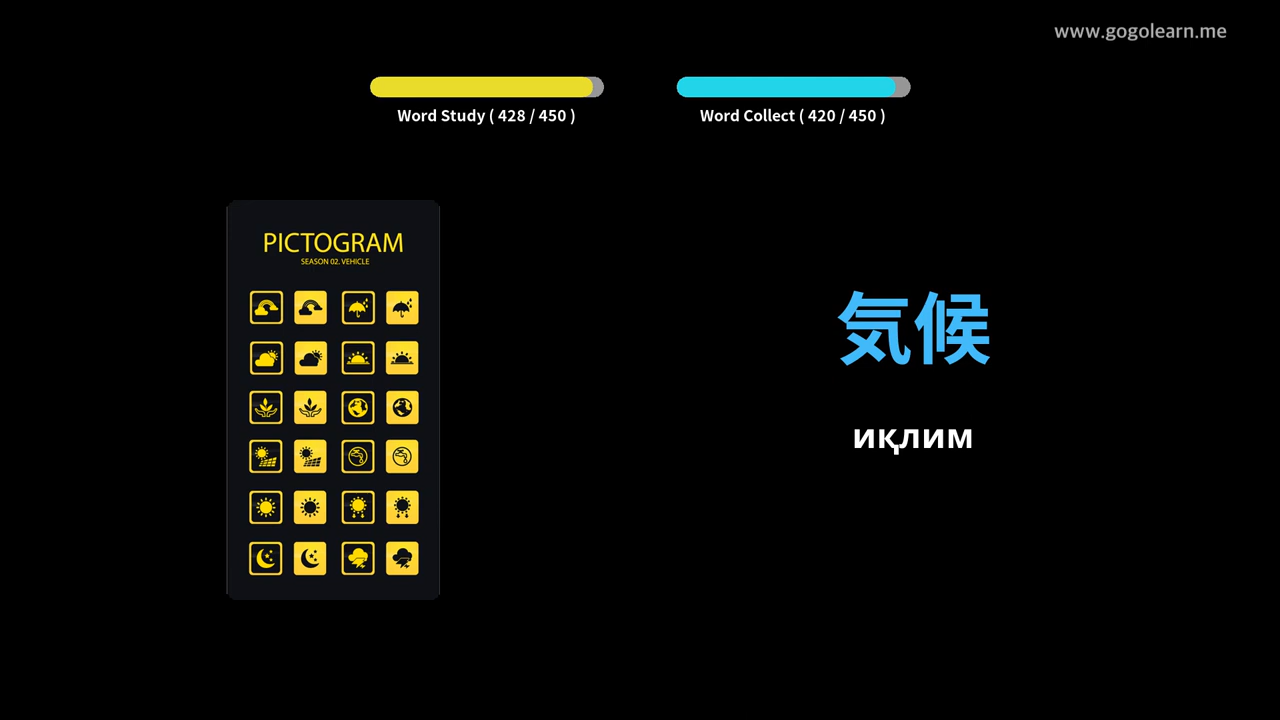 www.gogolearn.me
Word Study ( 428 / 450 )
Word Collect ( 420 / 450 )
PICTOGRAM
SEASON 02. VEHICLE
気候
иқлим